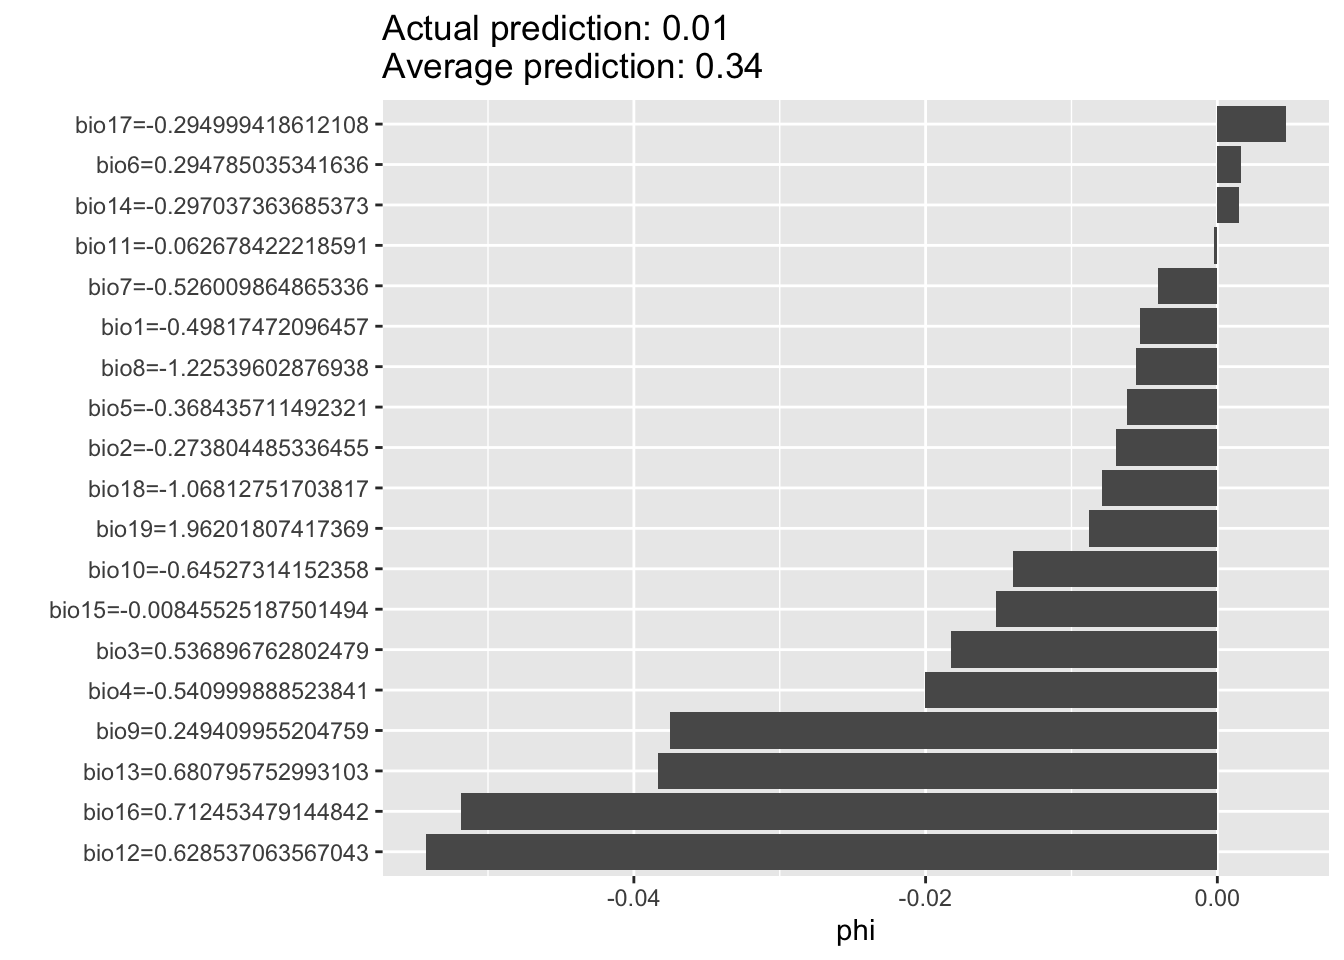 Actual prediction: 0.01
Average prediction: 0.34
bio17=-0.294999418612108
bio6=0.294785035341636
bio14=-0.297037363685373
bio11=-0.062678422218591
bio7=-0.526009864865336
bio1=-0.49817472096457
bio8=-1.22539602876938
bio5=-0.368435711492321
bio2=-0.273804485336455
bio18=-1.06812751703817
bio19=1.96201807417369
bio10=-0.64527314152358
bio15=-0.00845525187501494
bio3=0.536896762802479
bio4=-0.540999888523841
bio9=0.249409955204759
bio13=0.680795752993103
bio16=0.712453479144842
bio12=0.628537063567043
-0.04 -0.02 0.00
phi